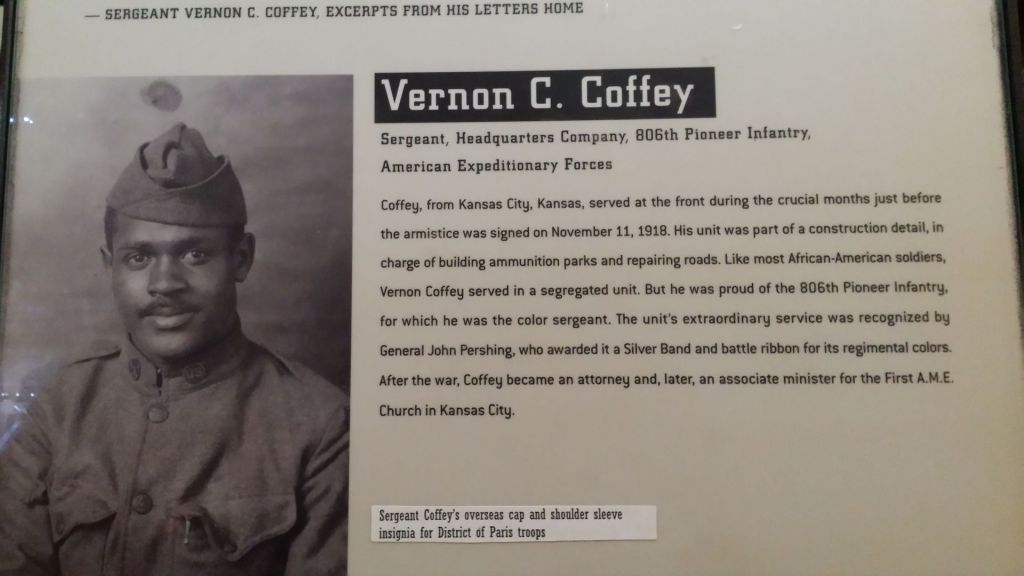 — SERGEANT VERNON C. COFFEY, EXCERPTS FROM HIS LETTERS HOME
Vernon C. Coffey
Sergeant, Headquarters Company, 806th Pioneer Infantry,
American Expeditionary Forces
Coffey, from Kansas City, Kansas, served at the front during the crucial months just before
the armistice was signed on November 11, 1918. His unit was part of a construction detail, in
charge of building ammunition parks and repairing roads. Like most African-American soldiers,
Vernon Coffey served in a segregated unit. But he was proud of the 806th Pioneer Infantry,
for which he was the color sergeant. The unit's extraordinary service was recognized by
General John Pershing, who awarded it a Silver Band and battle ribbon for its regimental colors.
After the war, Coffey became an attorney and, later, an associate minister for the First A.M.E.
Church in Kansas City.
Sergeant Coffey's overseas cap and shoulder sleeve
insignia for District of Paris troops